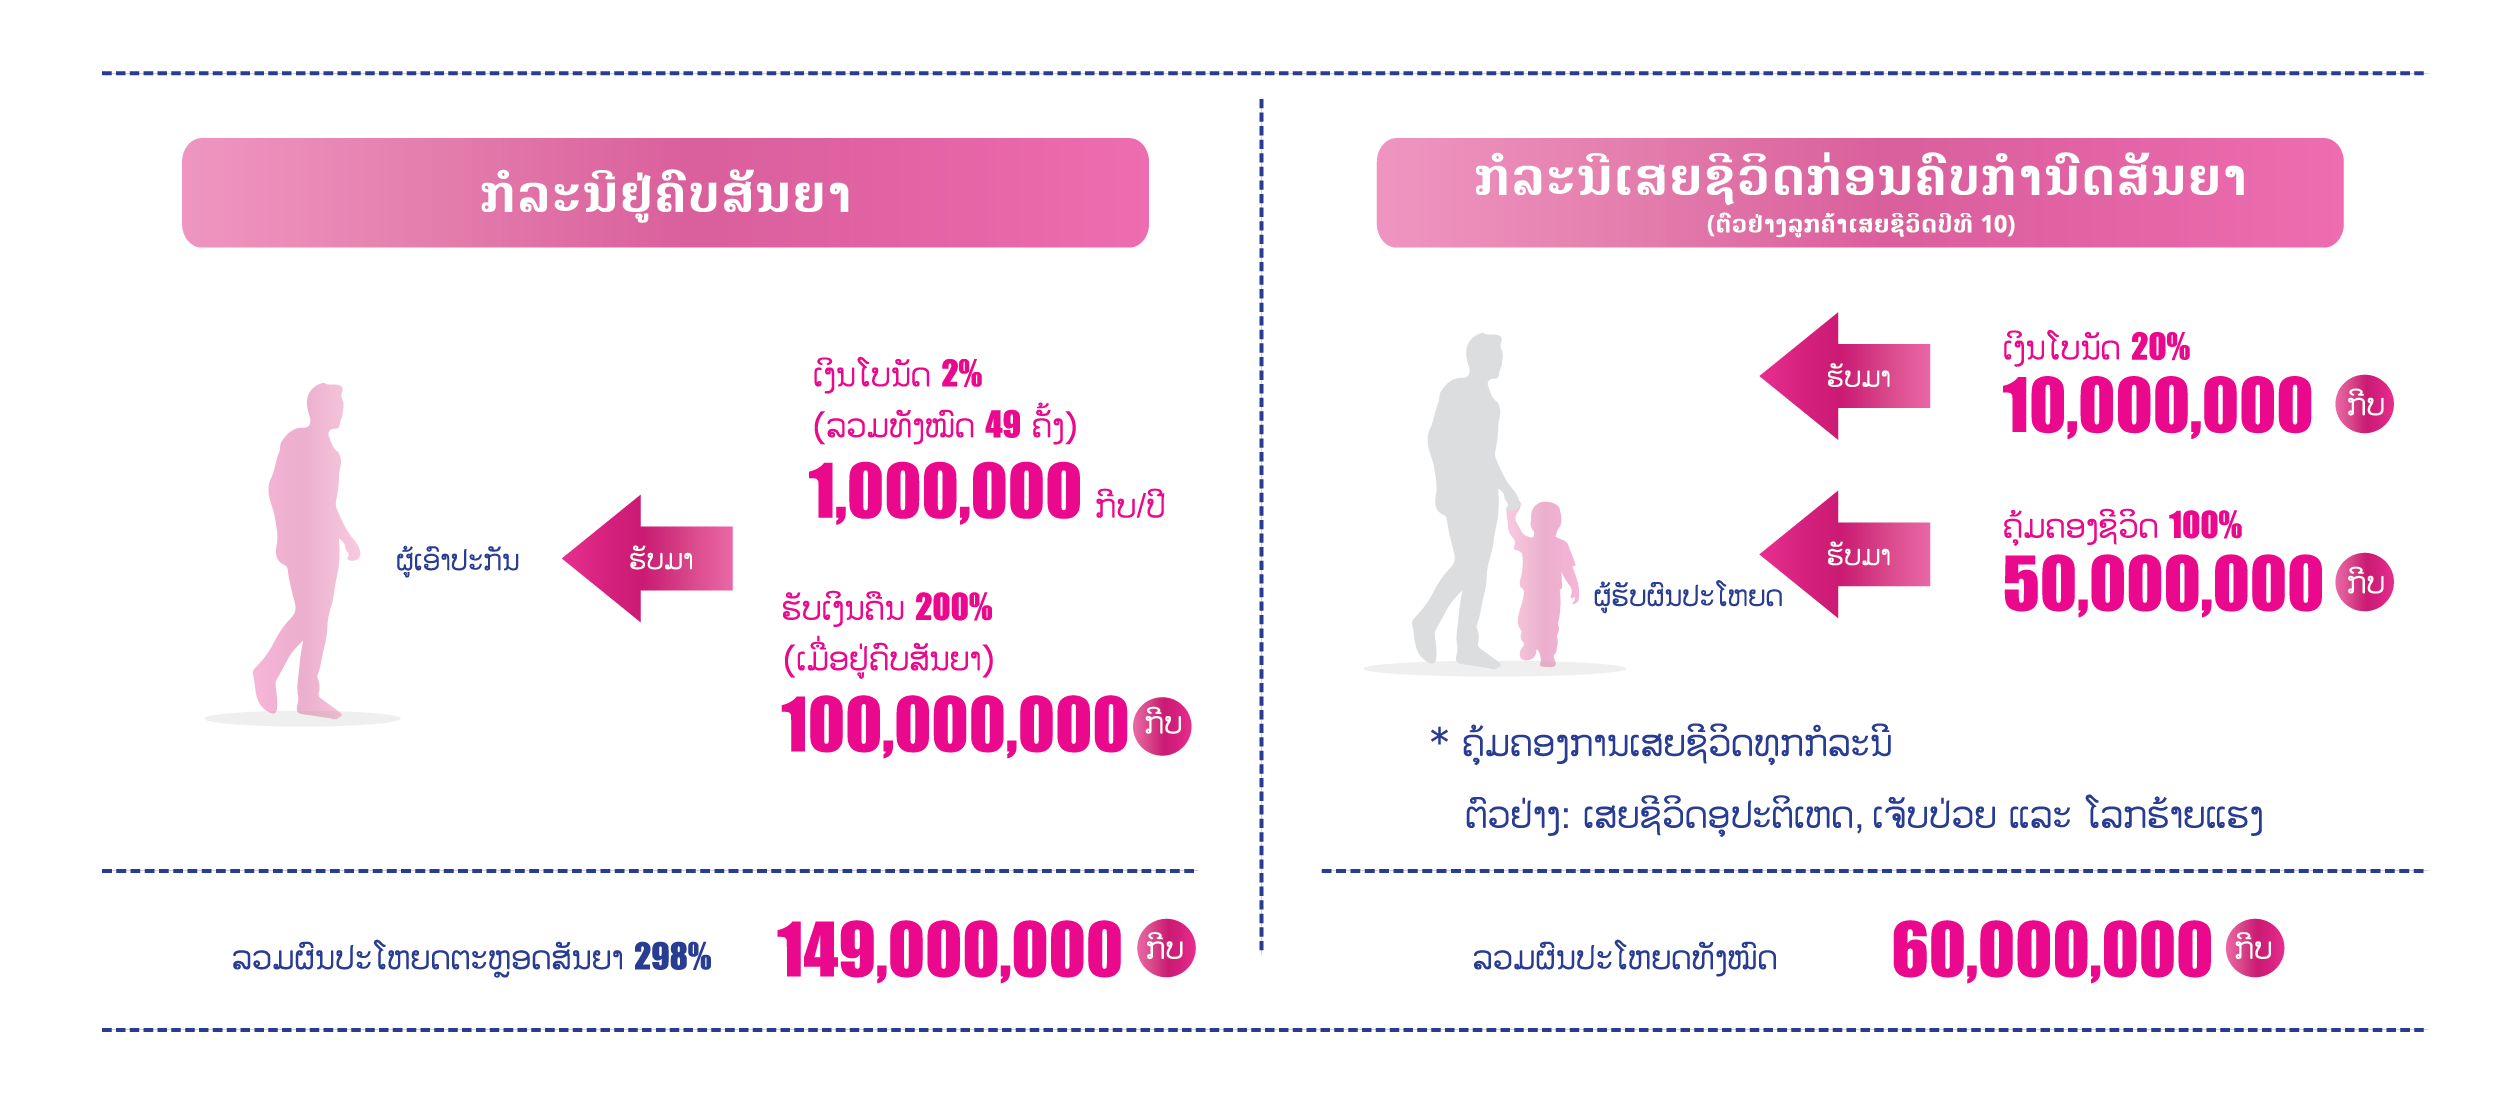 ກໍລະນີຢູ່ຄົບສັນຍາ
ເງິນໂບນັດ 2%
(ລວມທັງໝົດ 49 ຄັ້ງ)
1,000,000 ກີບ/ປີ
ຜູ້ເອົາປະກັນ
ຮັບມາ
ຮັບເງິນຄືນ 200%
(ເມື່ອຢູ່ຄົບສັນຍາ)
100,000,000 ກີບ
ລວມຜົນປະໂຫຍດຕະຫຼອດສັນຍາ 298% 149,000,000 ກີບ
ກໍລະນີເສຍຊີວິດກ່ອນຄົບກຳນົດສັນຍາ
(ຕົວຢ່າງລູກຄ້າເສຍຊີວິດປີທີ 10)
ຮັບມາ
ເງິນໂບນັດ 20%
10,000,000 ກີບ
ຮັບມາ
ຄຸ້ມຄອງຊີວິດ 100%
50,000,000 ກີບ
ຜູ້ຮັບຜົນປະໂຫຍດ
* ຄຸ້ມຄອງການເສຍຊີວິດທຸກກໍລະນີ
ຕົວຢ່າງ: ເສຍຊີວິດອຸປະຕິເຫດ, ເຈັບປ່ວຍ ແລະ ໂລກຮ້າຍແຮງ
ລວມຜົນປະໂຫຍດທັງໝົດ 60,000,000 ກີບ